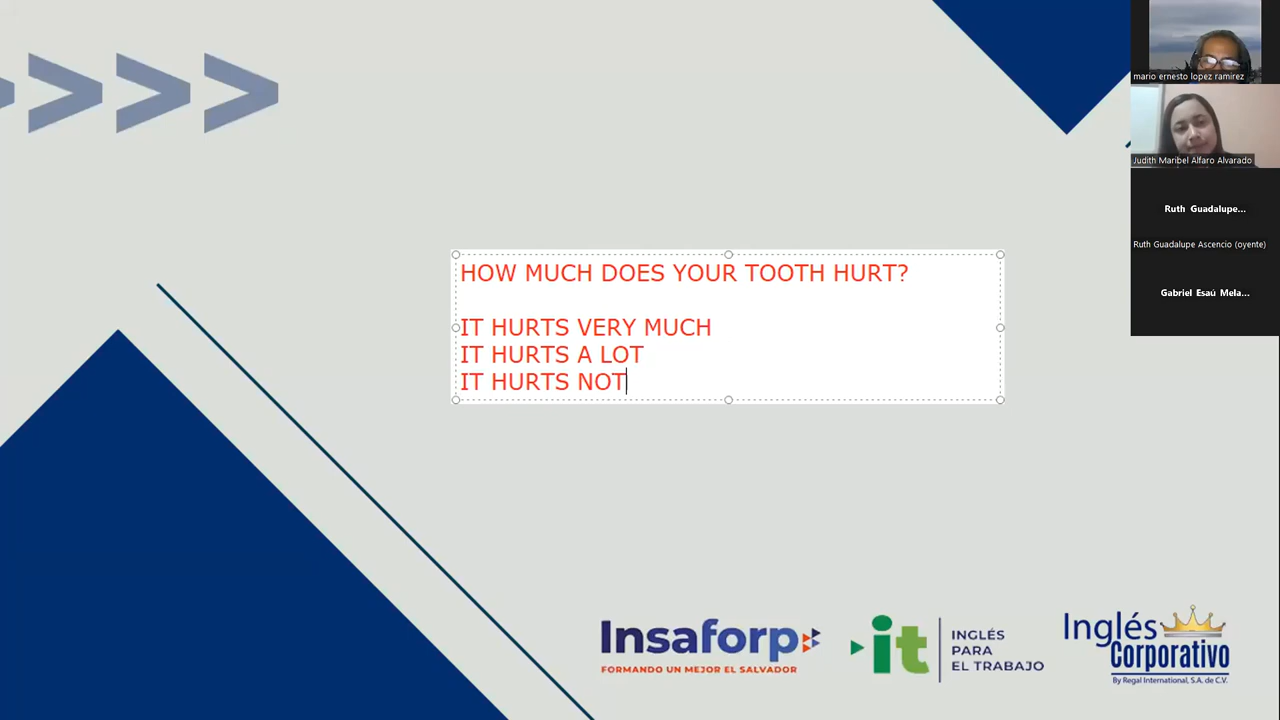 mario ernesto lopez ramirez
Judith Maribel Alfaro Alvarado
Ruth Guadalupe...
Ruth Guadalupe Ascencio (oyente)
Gabriel Esaú Mela...
HOW MUCH DOES YOUR TOOTH HURT?
IT HURTS VERY MUCH
IT HURTS A LOT
IT HURTS NOT
Insaforp
FORMANDO UN MEJOR EL SALVADOR
it
INGLÉS
PARA
EL TRABAJO
Inglés
Corporativo
By Regal International, S.A. de C.V.